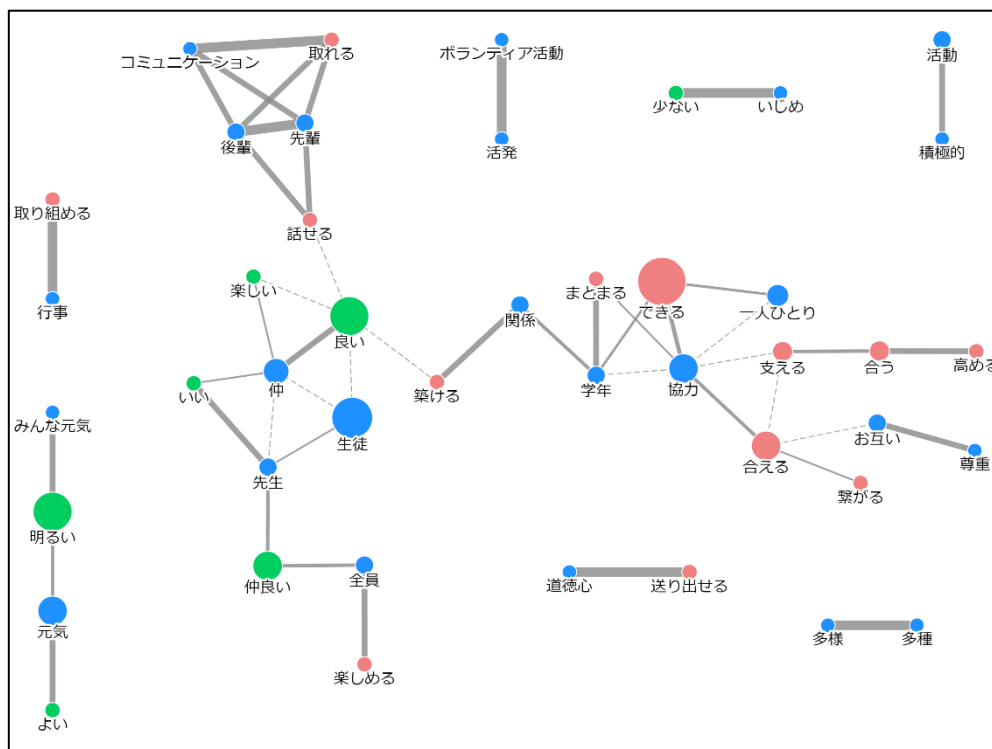 取れる
コミュニケーション
ボランティア活動
活動
少ない
いじめ
後輩
先輩
活発
積極的
取り組める
話せる
行事
楽しい
良い
関係
まとまる
できる
一人ひとり
いい
仲
築ける
学年
協力
支える
合う
高める
みんな元気
生徒
お互い
先生
合える
尊重
繋がる
明るい
仲良い
全員
道徳心
送り出せる
元気
多様
多種
楽しめる
よい